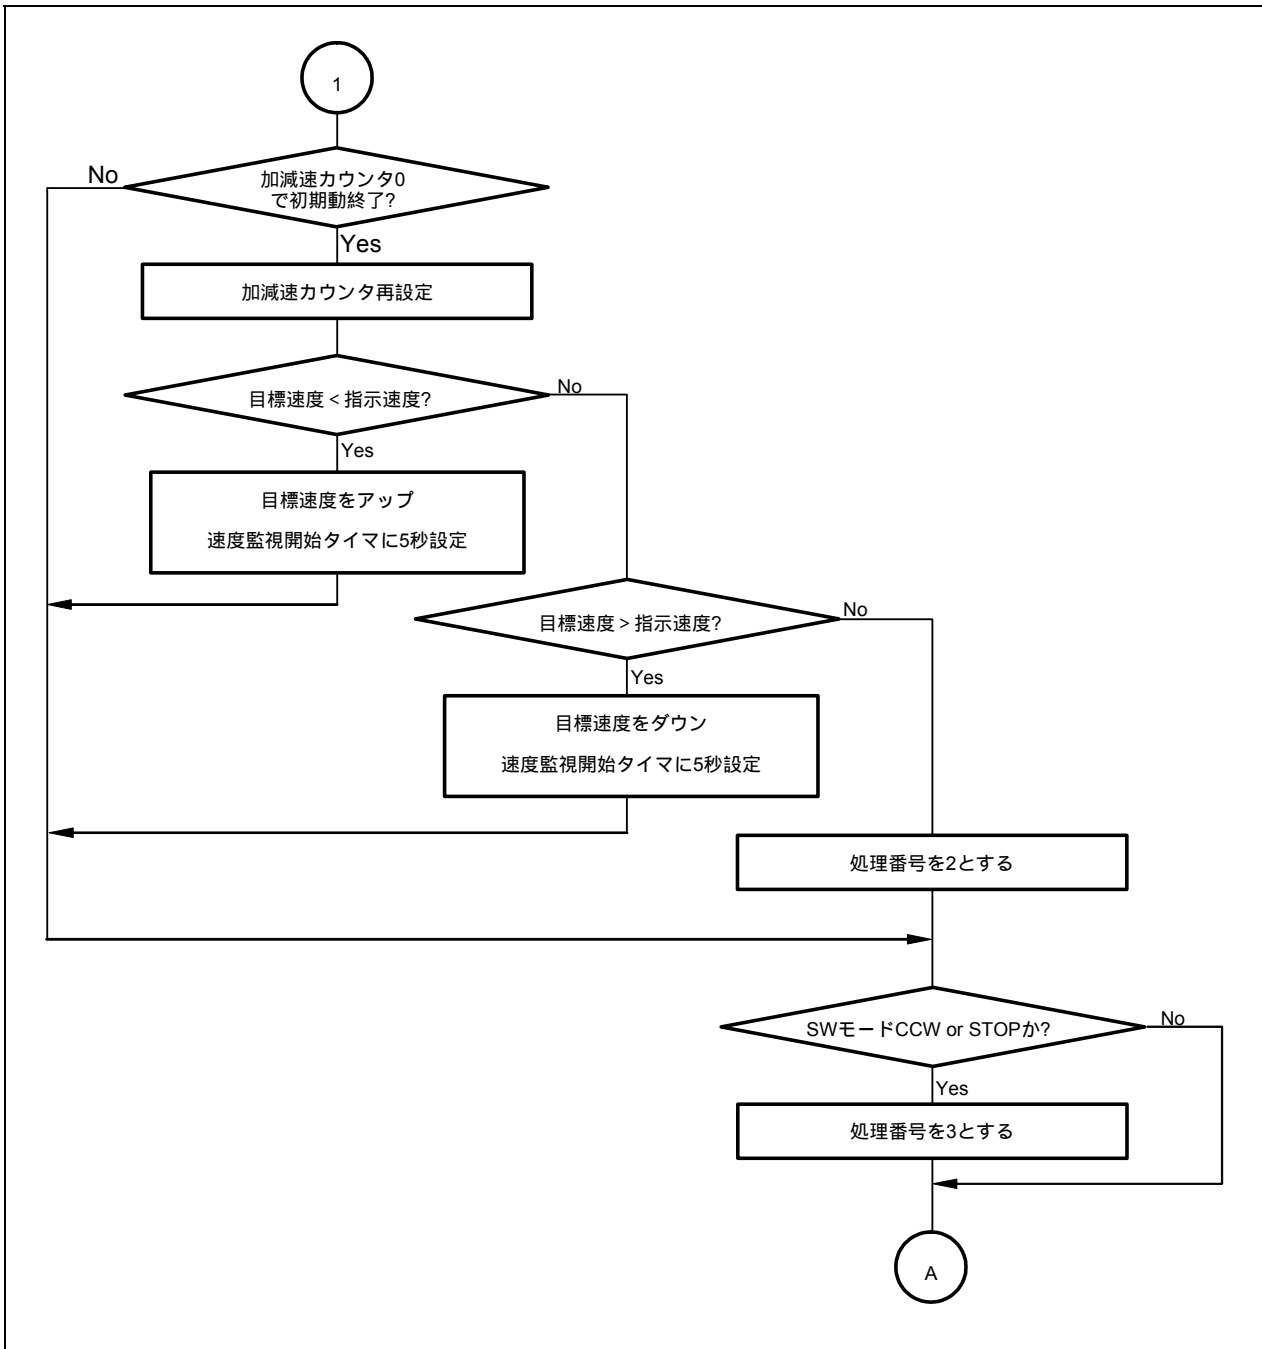 1
No
加減速カウンタ0
で初期動終了?
Yes
加減速カウンタ再設定
目標速度<指示速度?
No
Yes
目標速度をアップ
速度監視開始タイマに5秒設定
目標速度>指示速度?
No
Yes
目標速度をダウン
速度監視開始タイマに5秒設定
処理番号を2とする
SWモードCCW or STOPか?
No
Yes
処理番号を3とする
A